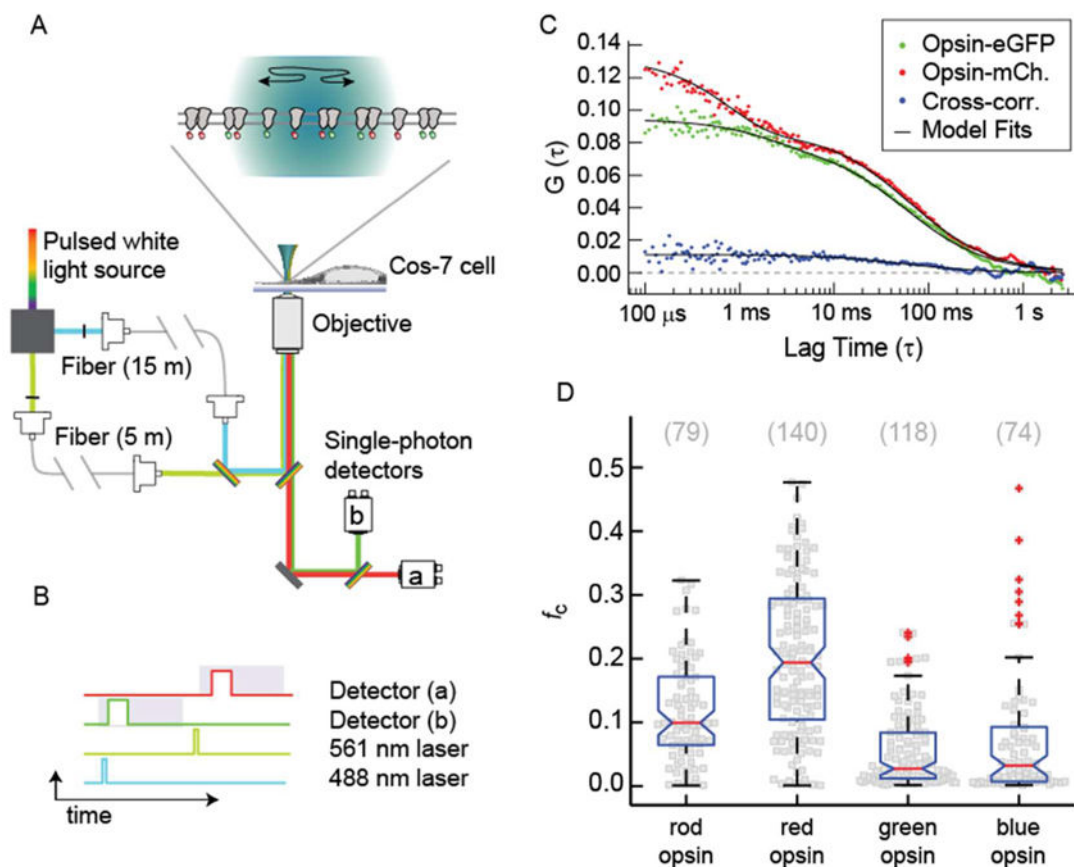 A
Pulsed white
light source
Cos-7 cell
Objective
Fiber (15 m)
Fiber (5 m)
Single-photon
detectors
b
a
B
Detector (a)
Detector (b)
561 nm laser
488 nm laser
time
C
Opsin-eGFP
Opsin-mCh.
Cross-corr.
Model Fits
G (τ)
0.14
0.12
0.10
0.08
0.06
0.04
0.02
0.00
100 μs
1 ms
10 ms
100 ms
1 s
Lag Time (τ)
D
(79)
(140)
(118)
(74)
fc
0.5
0.4
0.3
0.2
0.1
0.0
rod
opsin
red
opsin
green
opsin
blue
opsin